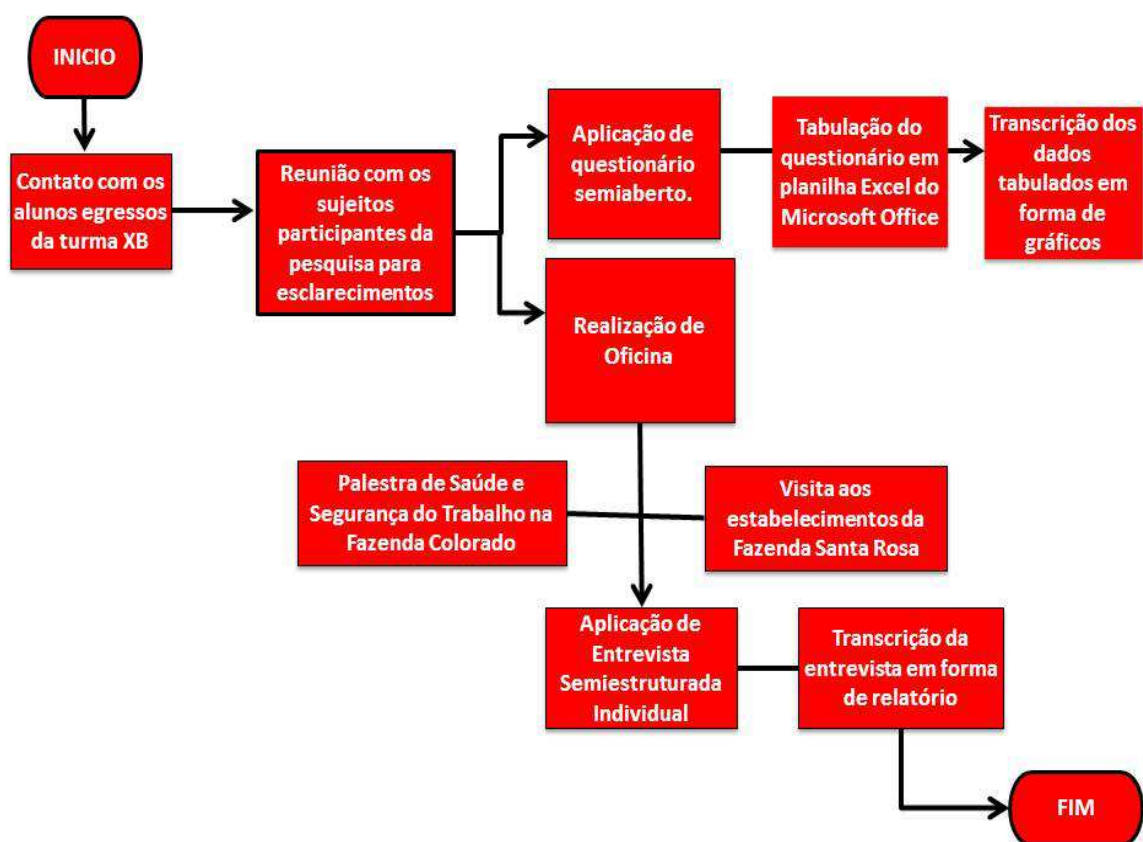 INICIO
Contato com os
alunos egressos
da turma XB
Reunião com os
sujeitos
participantes da
pesquisa para
esclarecimentos
Aplicação de
questionário
semiaberto.
Tabulação do
questionário em
planilha Excel do
Microsoft Office
Transcrição dos
dados
tabulados em
forma de
gráficos
Realização de
Oficina
Palestra de Saúde e
Segurança do Trabalho na
Fazenda Colorado
Visita aos
estabelecimentos da
Fazenda Santa Rosa
Aplicação de
Entrevista
Semiestruturada
Individual
Transcrição da
entrevista em forma
de relatório
FIM